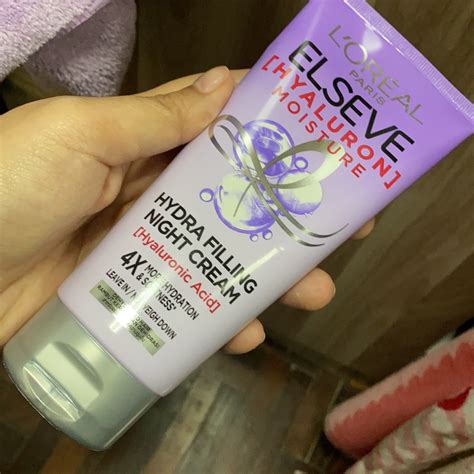 L'ORÉAL
PARIS
ELSEVE
[HYALURON]
MOISTURE
HYDRA FILLING
NIGHT CREAM
[Hyaluronic Acid]
4X MORE HYDRATION
& SOFTNESS*
LEAVE IN / NO WEIGH DOWN